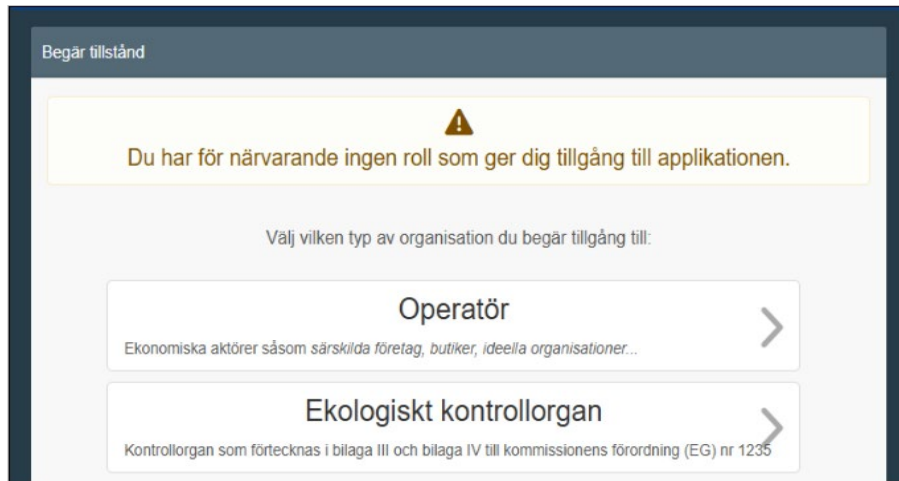 Begär tillstånd
Du har för närvarande ingen roll som ger dig tillgång till applikationen.
Välj vilken typ av organisation du begär tillgång till:
Operatör
Ekonomiska aktörer såsom särskilda företag, butiker, ideella organisationer...
Ekologiskt kontrollorgan
Kontrollorgan som förtecknas i bilaga III och bilaga IV till kommissionens förordning (EG) nr 1235